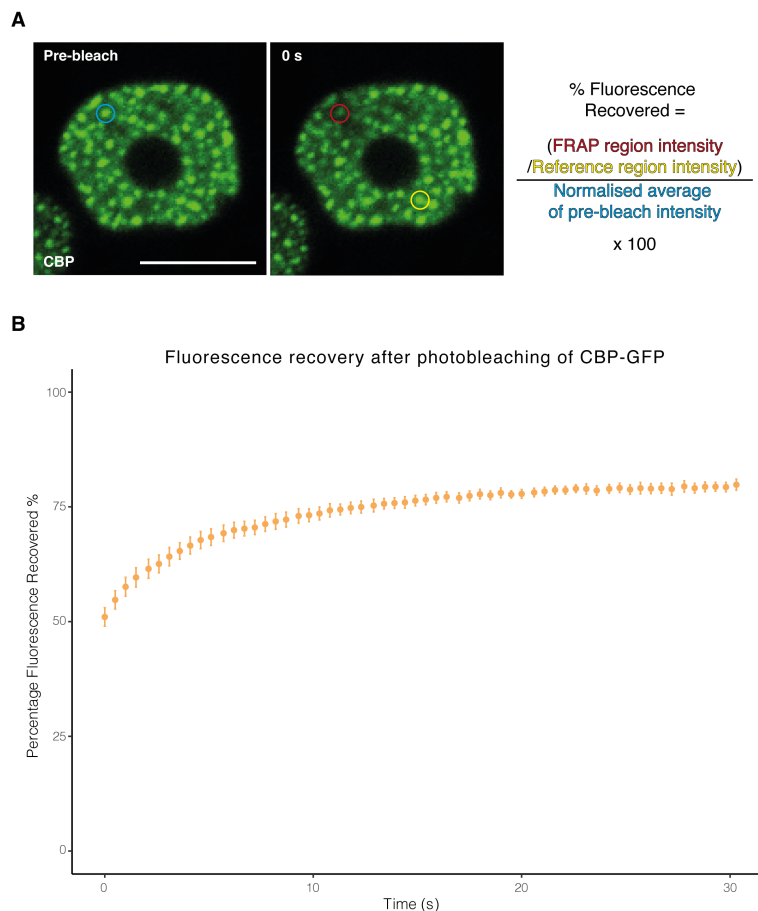 A
Pre-bleach
0 s
CBP
% Fluorescence
Recovered =
(FRAP region intensity
/Reference region intensity)
Normalised average
of pre-bleach intensity
x 100
B
Fluorescence recovery after photobleaching of CBP-GFP
Percentage Fluorescence Recovered %
100
75
50
25
0
0
10
20
30
Time (s)